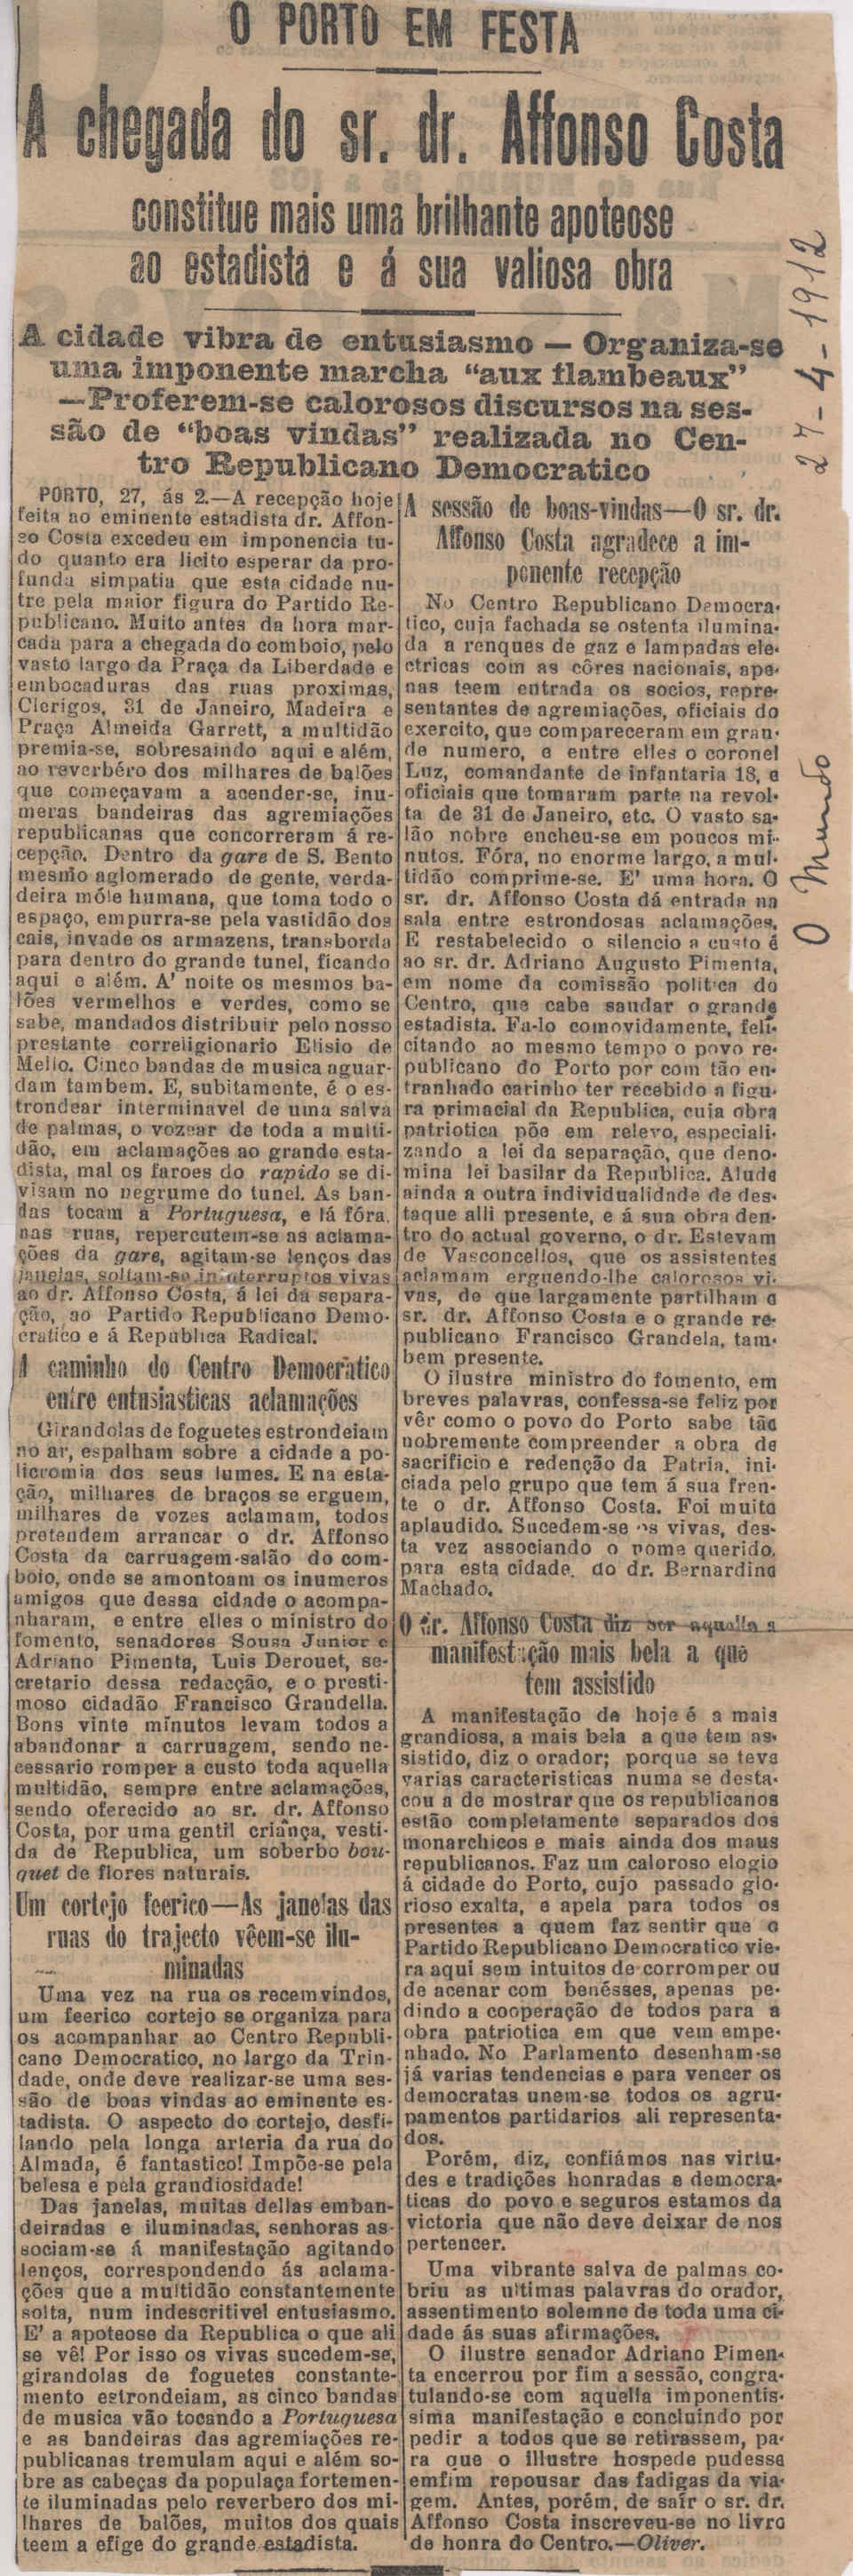 O PORTO EM FESTA
A chegada do sr. dr. Affonso Costa
constitue mais uma brilhante apoteose
ao estadista e á sua valiosa obra
A cidade vibra de entusiasmo — Organiza-se
uma imponente marcha “aux flambeaux”
—Proferem-se calorosos discursos na ses-
são de “boas vindas” realizada no Cen-
tro Republicano Democratico
PORTO, 27, ás 2.—A recepção hoje
feita ao eminente estadista dr. Affon-
so Costa excedeu em imponencia tu-
do quanto era licito esperar da pro-
funda simpatia que esta cidade nu-
tre pela maior figura do Partido Re-
publicano. Muito antes da hora mar-
cada para a chegada do comboio, pelo
vasto largo da Praça da Liberdade e
embocaduras das ruas proximas,
Clerigos, 31 de Janeiro, Madeira e
Praça Almeida Garrett, a multidão
premia-se, sobresaindo aqui e além,
ao reverbéro dos milhares de balões
que começavam a acender-se, inu-
meras bandeiras das agremiações
republicanas que concorreram á re-
cepção. Dentro da gare de S. Bento
mesmo aglomerado de gente, verda-
deira móle humana, que toma todo o
espaço, empurra-se pela vastidão dos
cais, invade os armazens, transborda
para dentro do grande tunel, ficando
aqui e além. A' noite os mesmos ba-
lões vermelhos e verdes, como se
sabe, mandados distribuir pelo nosso
prestante correligionario Elisio de
Mello. Cinco bandas de musica aguar-
dam tambem. E, subitamente, é o es-
trondear interminavel de uma salva
de palmas, o vozear de toda a multi-
dão, em aclamações ao grande esta-
dista, mal os faroes do rapido se di-
visam no negrume do tunel. As ban-
das tocam a Portuguesa, e lá fóra,
nas ruas, repercutem-se as aclama-
ções da gare, agitam-se lenços das
janelas, soltam-se ininterruptos vivas
ao dr. Affonso Costa, á lei da separa-
ção, ao Partido Republicano Demo-
cratico e á Republica Radical.
A caminho do Centro Democratico
entre entusiasticas aclamações
Girandolas de foguetes estrondeiam
no ar, espalham sobre a cidade a po-
licromia dos seus lumes. E na esta-
ção, milhares de braços se erguem,
milhares de vozes aclamam, todos
pretendem arrancar o dr. Affonso
Costa da carruagem-salão do com-
boio, onde se amontoam os inumeros
amigos que dessa cidade o acompa-
nharam, e entre elles o ministro do
fomento, senadores Sousa Junior e
Adriano Pimenta, Luis Derouet, se-
cretario dessa redacção, e o presti-
moso cidadão Francisco Grandella.
Bons vinte minutos levam todos a
abandonar a carruagem, sendo ne-
cessario romper a custo toda aquella
multidão, sempre entre aclamações,
sendo oferecido ao sr. dr. Affonso
Costa, por uma gentil criança, vesti-
da de Republica, um soberbo bou-
quet de flores naturais.
Um cortejo feerico—As janelas das
ruas do trajecto vêem-se ilu-
minadas
Uma vez na rua os recemvindos,
um feerico cortejo se organiza para
os acompanhar ao Centro Republi-
cano Democratico, no largo da Trin-
dade, onde deve realizar-se uma ses-
são de boas vindas ao eminente es-
tadista. O aspecto do cortejo, desfi-
lando pela longa arteria da rua do
Almada, é fantastico! Impõe-se pela
belesa e pela grandiosidade!
Das janelas, muitas dellas emban-
deiradas e iluminadas, senhoras as-
sociam-se á manifestação agitando
lenços, correspondendo ás aclama-
ções que a multidão constantemente
solta, num indescritivel entusiasmo.
E' a apoteose da Republica o que ali
se vê! Por isso os vivas sucedem-se,
girandolas de foguetes constante-
mento estrondeiam, as cinco bandas
de musica vão tocando a Portuguesa
e as bandeiras das agremiações re-
publicanas tremulam aqui e além so-
bre as cabeças da populaça fortemen-
te iluminadas pelo reverbero dos mi-
lhares de balões, muitos dos quais
teem a efige do grande estadista.
A sessão de boas-vindas—O sr. dr.
Affonso Costa agradece a im-
ponente recepção
No Centro Republicano Democra-
tico, cuja fachada se ostenta ilumina-
da a renques de gaz e lampadas ele-
ctricas com as côres nacionais, ape-
nas teem entrada os socios, repre-
sentantes de agremiações, oficiais do
exercito, que compareceram em gran-
de numero, e entre elles o coronel
Luz, comandante de infantaria 18, e
oficiais que tomaram parte na revol-
ta de 31 de Janeiro, etc. O vasto sa-
lão nobre encheu-se em poucos mi-
nutos. Fóra, no enorme largo, a mul-
tidão comprime-se. E' uma hora. O
sr. dr. Affonso Costa dá entrada na
sala entre estrondosas aclamações.
E restabelecido o silencio a custo é
ao sr. dr. Adriano Augusto Pimenta,
em nome da comissão politica do
Centro, que cabe saudar o grande
estadista. Fa-lo comovidamente, feli-
citando ao mesmo tempo o povo re-
publicano do Porto por com tão en-
tranhado carinho ter recebido a figu-
ra primacial da Republica, cuja obra
patriotica põe em relevo, especiali-
zando a lei da separação, que deno-
mina lei basilar da Republica. Alude
ainda a outra individualidade de des-
taque alli presente, e á sua obra den-
tro do actual governo, o dr. Estevam
de Vasconcellos, que os assistentes
aclamam erguendo-lhe calorosos vi-
vas, de que largamente partilham o
sr. dr. Affonso Costa e o grande re-
publicano Francisco Grandela, tam-
bem presente.
O ilustre ministro do fomento, em
breves palavras, confessa-se feliz por
vêr como o povo do Porto sabe tão
nobremente compreender a obra de
sacrificio e redenção da Patria, ini-
ciada pelo grupo que tem á sua fren-
te o dr. Affonso Costa. Foi muito
aplaudido. Sucedem-se os vivas, des-
ta vez associando o nome querido,
para esta cidade, do dr. Bernardino
Machado.
O dr. Affonso Costa diz ser aquella a
manifestação mais bela a que
tem assistido
A manifestação de hoje é a mais
grandiosa, a mais bela a que tem as-
sistido, diz o orador; porque se teve
varias caracteristicas numa se desta-
cou a de mostrar que os republicanos
estão completamente separados dos
monarchicos e mais ainda dos maus
republicanos. Faz um caloroso elogio
á cidade do Porto, cujo passado glo-
rioso exalta, e apela para todos os
presentes a quem faz sentir que o
Partido Republicano Democratico vie-
ra aqui sem intuitos de corromper ou
de acenar com benésses, apenas pe-
dindo a cooperação de todos para a
obra patriotica em que vem empe-
nhado. No Parlamento desenham-se
já varias tendencias e para vencer os
democratas unem-se todos os agru-
pamentos partidarios ali representa-
dos.
Porém, diz, confiámos nas virtu-
des e tradições honradas e democra-
ticas do povo e seguros estamos da
victoria que não deve deixar de nos
pertencer.
Uma vibrante salva de palmas co-
briu as ultimas palavras do orador,
assentimento solemne de toda uma ci-
dade ás suas afirmações.
O ilustre senador Adriano Pimen-
ta encerrou por fim a sessão, congra-
tulando-se com aquella imponentis-
sima manifestação e concluindo por
pedir a todos que se retirassem, pa-
ra que o illustre hospede pudesse
emfim repousar das fadigas da via-
gem. Antes, porém, de saír o sr. dr.
Affonso Costa inscreveu-se no livro
de honra do Centro.—Oliver.
27-4-1912
O Mundo